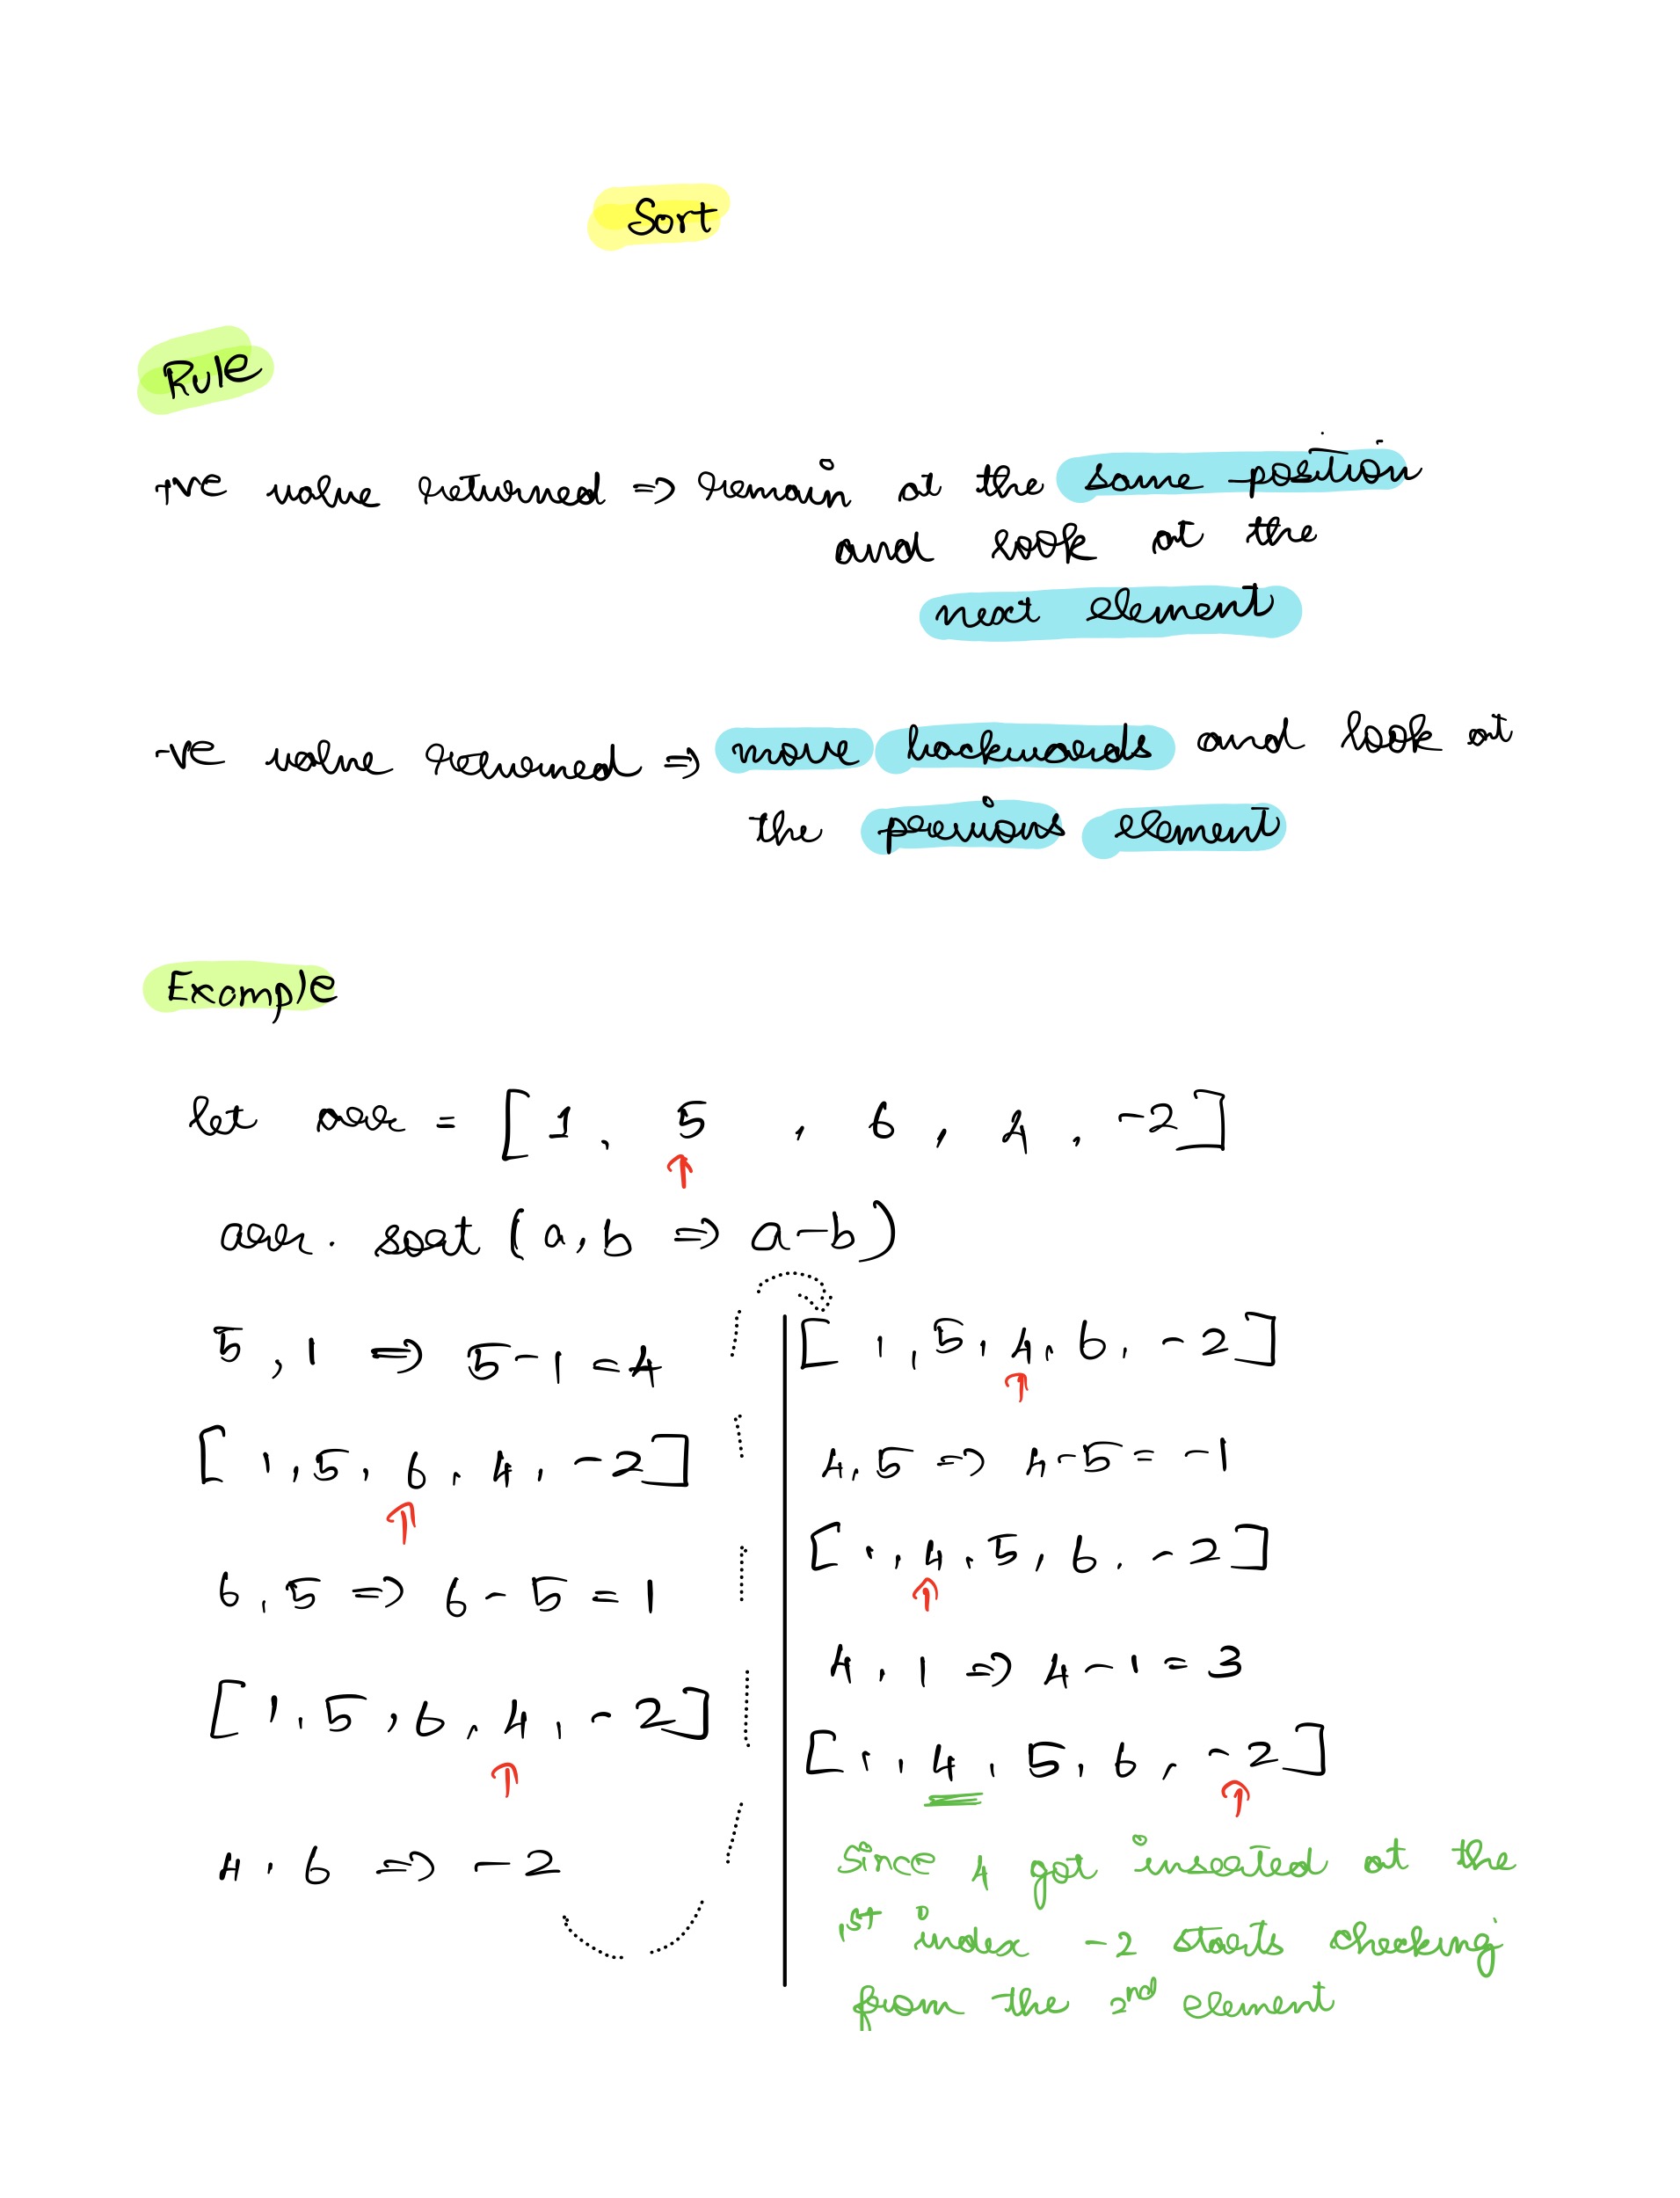 Sort
Rule
+ve value returned => remain at the same position
and look at the
next element
-ve value returned => move backwards and look at
the previous element
Example
let arr = [1, 5, 6, 4, -2]
↑
arr. sort (a, b => a-b)
5, 1 => 5-1 = 4
[1, 5, 6, 4, -2]
↑
6, 5 => 6 - 5 = 1
[1, 5, 6, 4, -2]
↑
4, 6 => -2
[1, 5, 4, 6, -2]
↑
4, 5 => 4-5 = -1
[1, 4, 5, 6, -2]
↑
4, 1 => 4-1 = 3
[1, 4, 5, 6, -2]
↑
Since 4 got inserted at the
1st index -2 starts checking
from the 2nd element